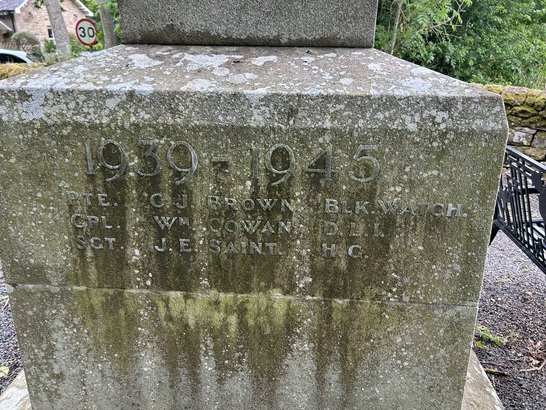 30
1939-1945
PTE. C.J. BROWN. BLK.WATCH.
CPL. WM COWAN. D.L.I.
SGT. J.E. SAINT. H.G.